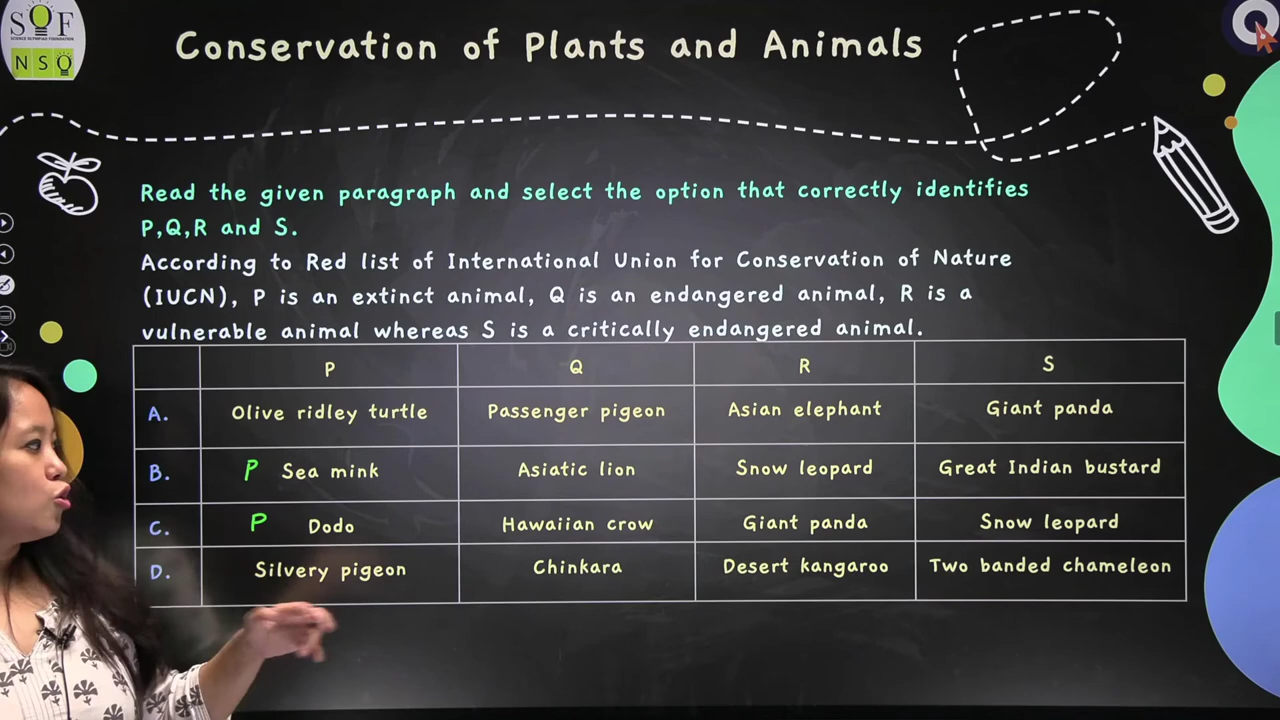 SOF
SCIENCE OLYMPIAD FOUNDATION
NSO
Conservation of Plants and Animals
Read the given paragraph and select the option that correctly identifies
P,Q,R and S.
According to Red list of International Union for Conservation of Nature
(IUCN), P is an extinct animal, Q is an endangered animal, R is a
vulnerable animal whereas S is a critically endangered animal.
P Q R S
A. Olive ridley turtle Passenger pigeon Asian elephant Giant panda
B. P Sea mink Asiatic lion Snow leopard Great Indian bustard
C. P Dodo Hawaiian crow Giant panda Snow leopard
D. Silvery pigeon Chinkara Desert kangaroo Two banded chameleon